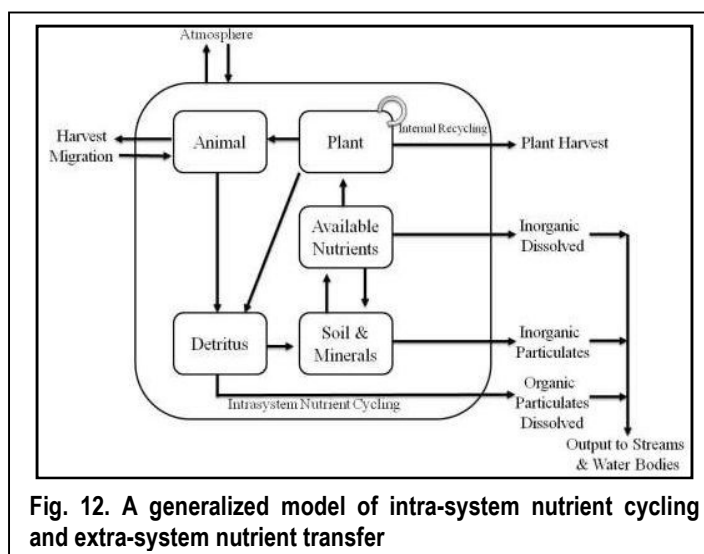 Atmosphere
Harvest
Migration
Animal
Plant
Internal Recycling
Plant Harvest
Available
Nutrients
Inorganic
Dissolved
Detritus
Soil &
Minerals
Inorganic
Particulates
Intrasystem Nutrient Cycling
Organic
Particulates
Dissolved
Output to Streams
& Water Bodies
Fig. 12. A generalized model of intra-system nutrient cycling
and extra-system nutrient transfer